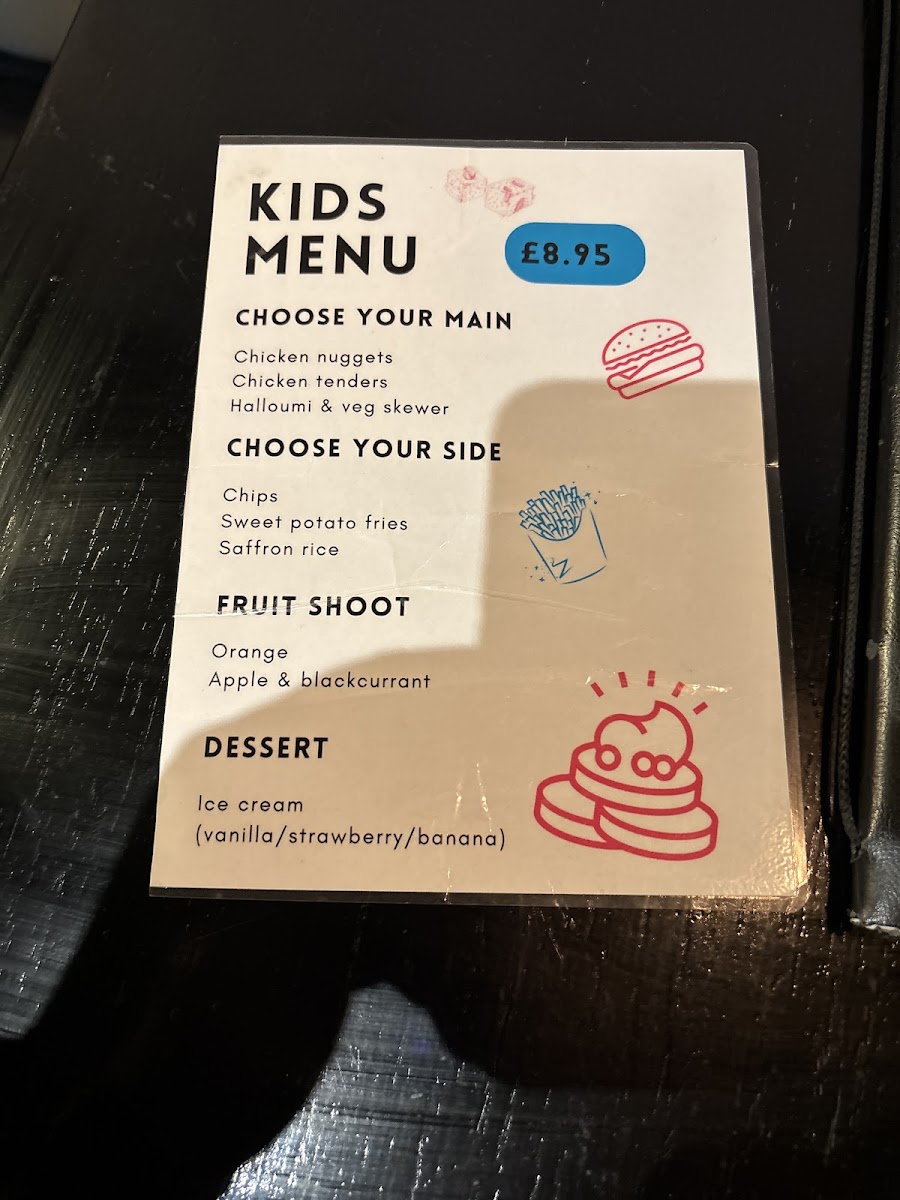 KIDS
MENU
£8.95
CHOOSE YOUR MAIN
Chicken nuggets
Chicken tenders
Halloumi & veg skewer
CHOOSE YOUR SIDE
Chips
Sweet potato fries
Saffron rice
FRUIT SHOOT
Orange
Apple & blackcurrant
DESSERT
Ice cream
(vanilla/strawberry/banana)